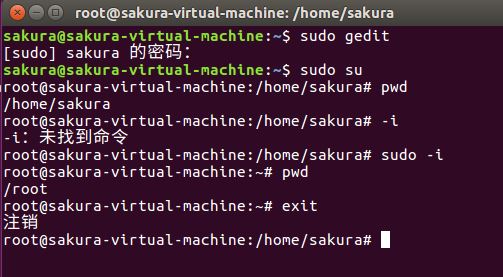 root@sakura-virtual-machine: /home/sakura
sakura@sakura-virtual-machine:~$ sudo gedit
[sudo] sakura 的密码：
sakura@sakura-virtual-machine:~$ sudo su
root@sakura-virtual-machine:/home/sakura# pwd
/home/sakura
root@sakura-virtual-machine:/home/sakura# -i
-i：未找到命令
root@sakura-virtual-machine:/home/sakura# sudo -i
root@sakura-virtual-machine:~# pwd
/root
root@sakura-virtual-machine:~# exit
注销
root@sakura-virtual-machine:/home/sakura#